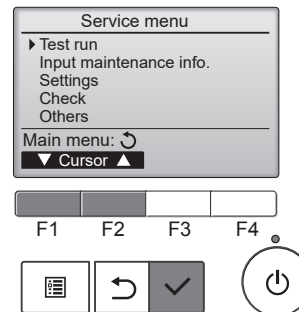 Service menu
Test run
Input maintenance info.
Settings
Check
Others
Main menu:
▼ Cursor ▲
F1 F2 F3 F4